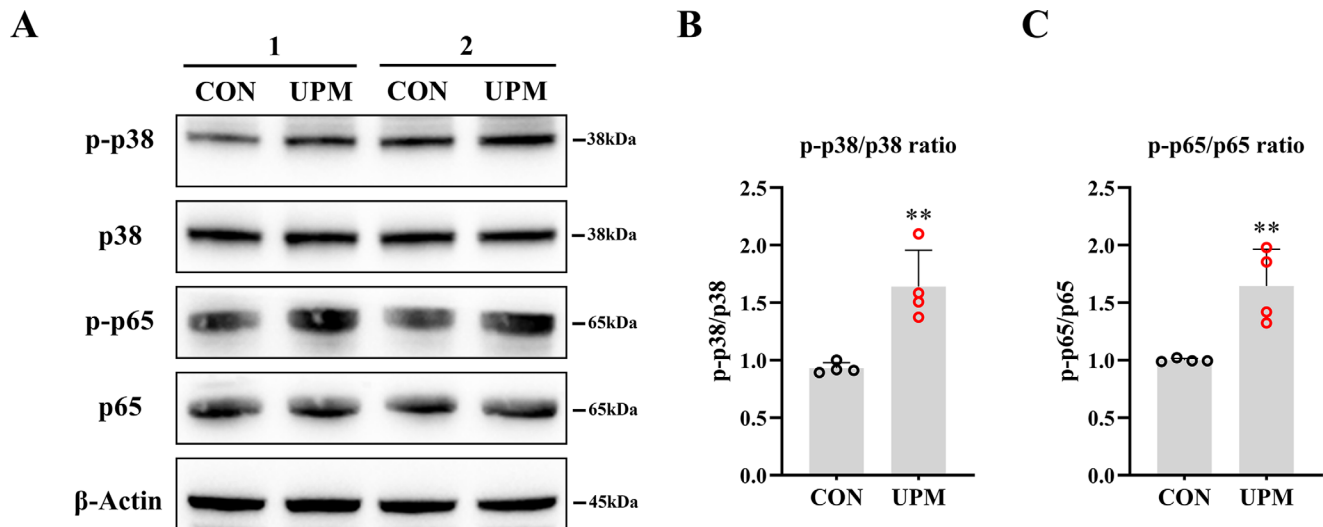 A
1 2
CON UPM CON UPM
p-p38 38kDa
p38 38kDa
p-p65 65kDa
p65 65kDa
β-Actin 45kDa
B
p-p38/p38 ratio
p-p38/p38
2.5
**
2.0
1.5
1.0
0.5
0.0
CON UPM
C
p-p65/p65 ratio
p-p65/p65
2.5
**
2.0
1.5
1.0
0.5
0.0
CON UPM